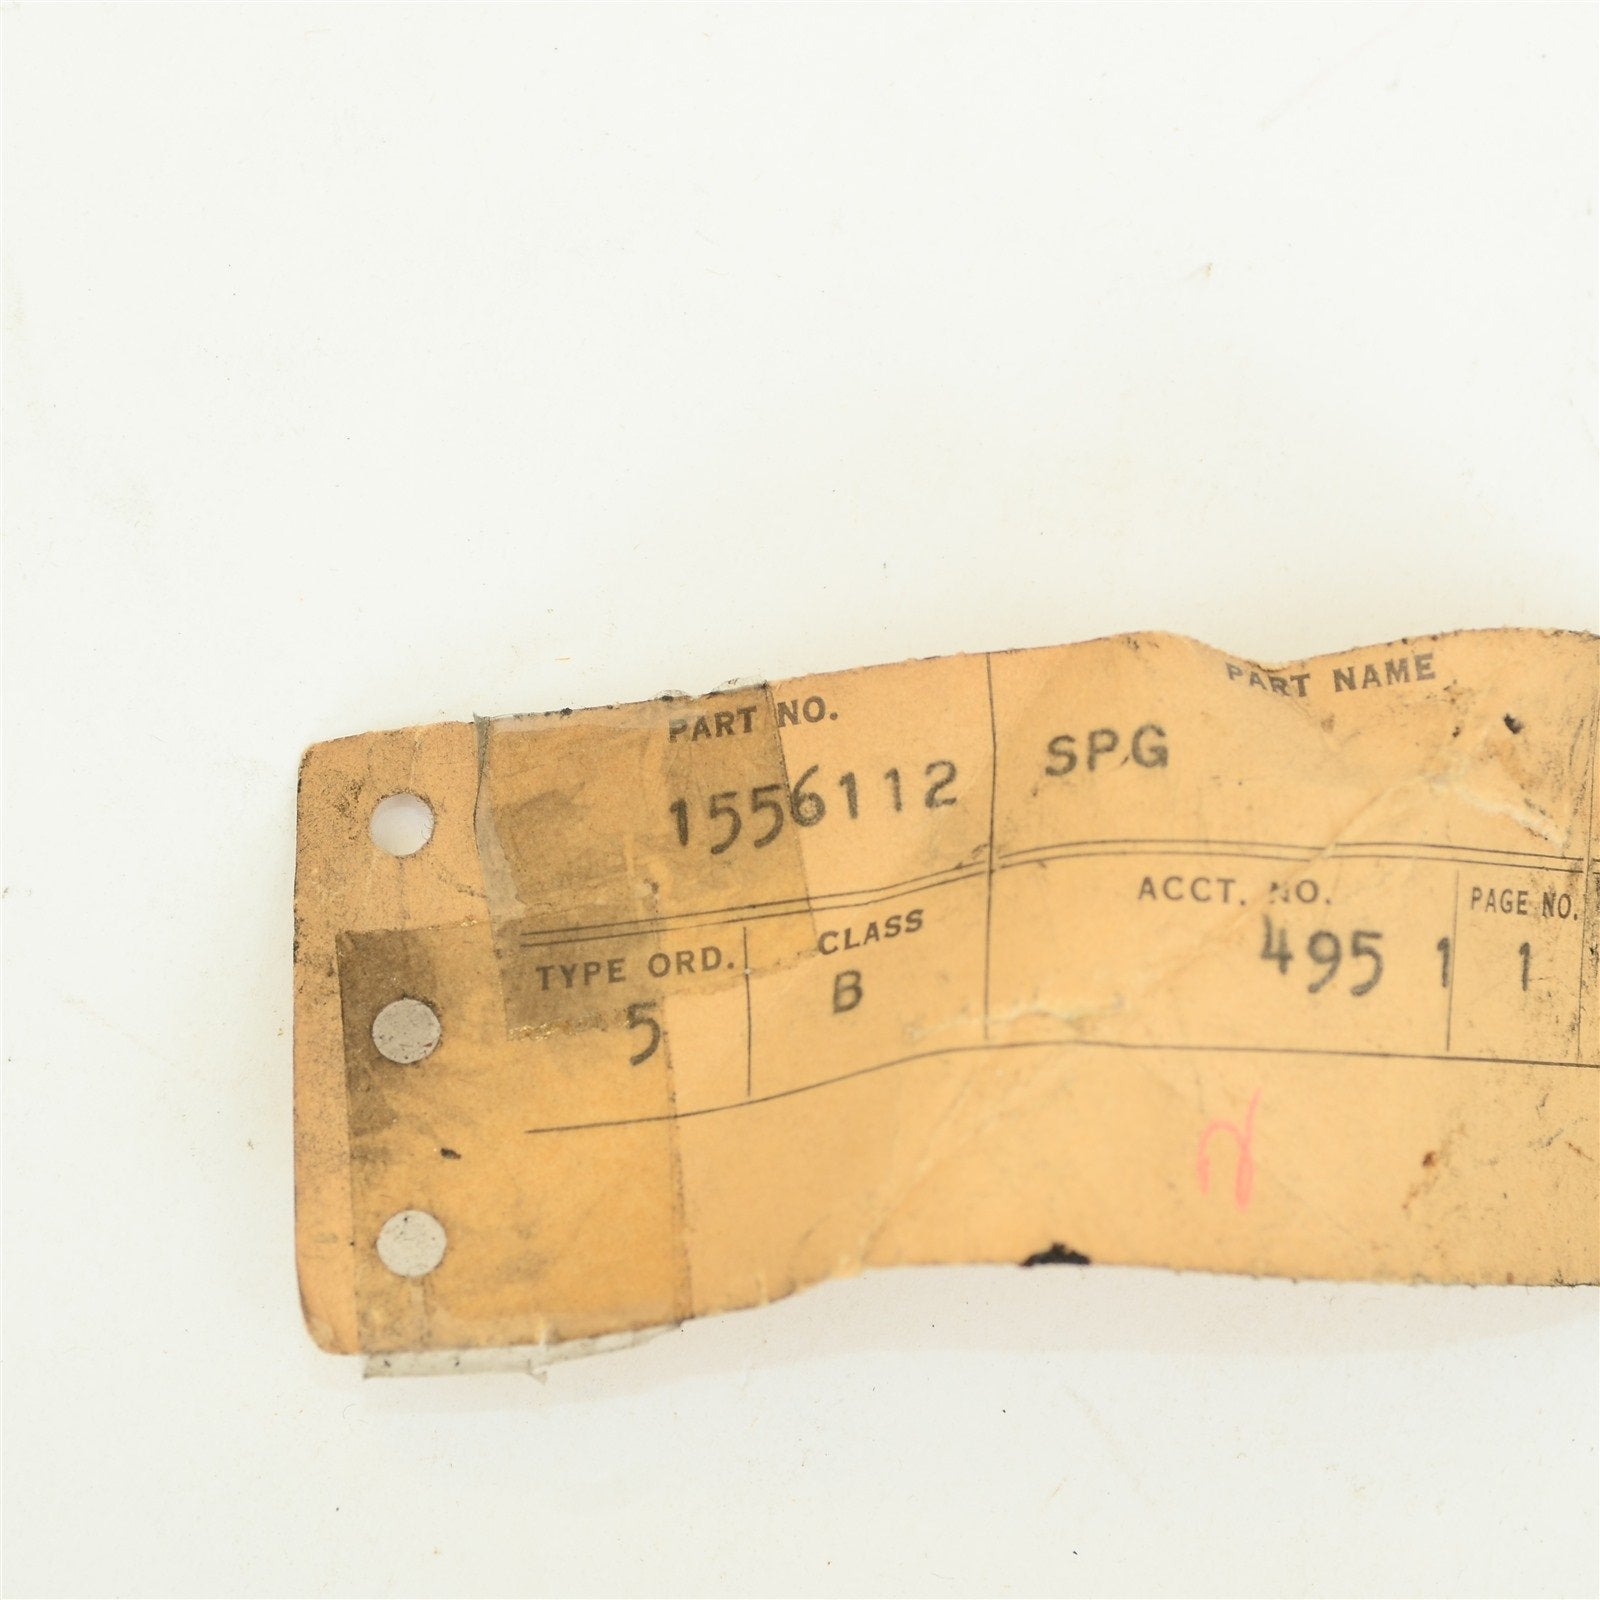 PART NO. PART NAME
1556112 SPG
TYPE ORD. CLASS ACCT. NO. PAGE NO.
5 B 495 1 1